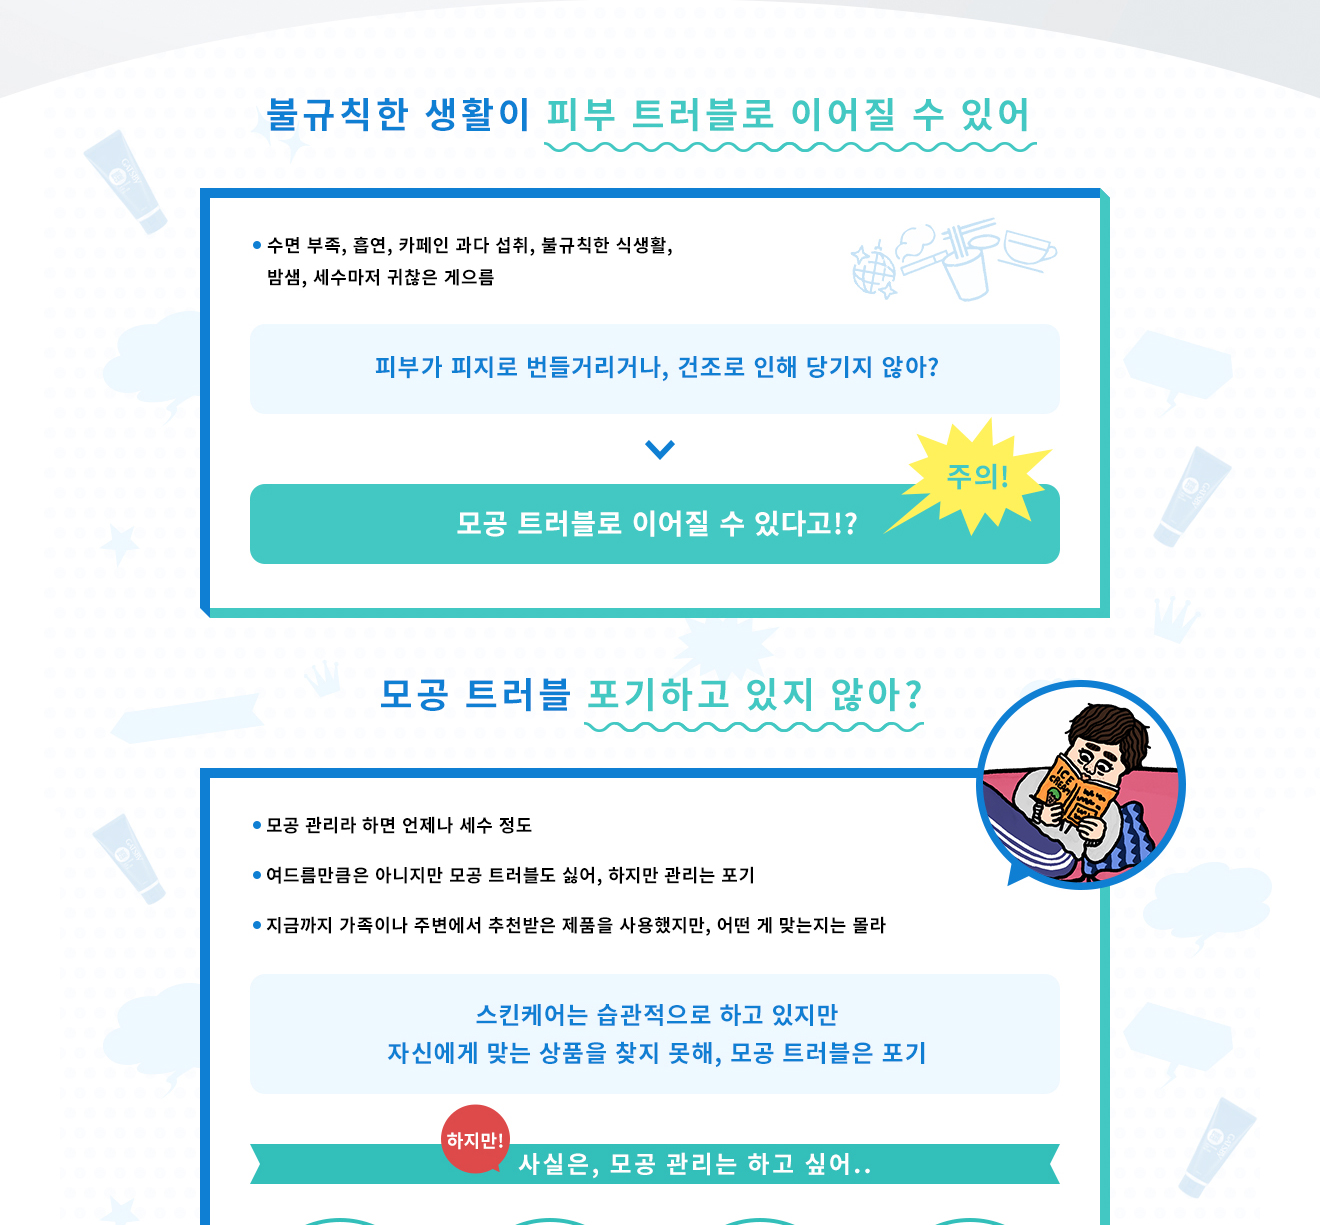 불규칙한 생활이 피부 트러블로 이어질 수 있어
수면 부족, 흡연, 카페인 과다 섭취, 불규칙한 식생활,
밤샘, 세수마저 귀찮은 게으름
피부가 피지로 번들거리거나, 건조로 인해 당기지 않아?
주의!
모공 트러블로 이어질 수 있다고!?
모공 트러블 포기하고 있지 않아?
ICE
CREAM
모공 관리라 하면 언제나 세수 정도
여드름만큼은 아니지만 모공 트러블도 싫어, 하지만 관리는 포기
지금까지 가족이나 주변에서 추천받은 제품을 사용했지만, 어떤 게 맞는지는 몰라
스킨케어는 습관적으로 하고 있지만
자신에게 맞는 상품을 찾지 못해, 모공 트러블은 포기
하지만!
사실은, 모공 관리는 하고 싶어..